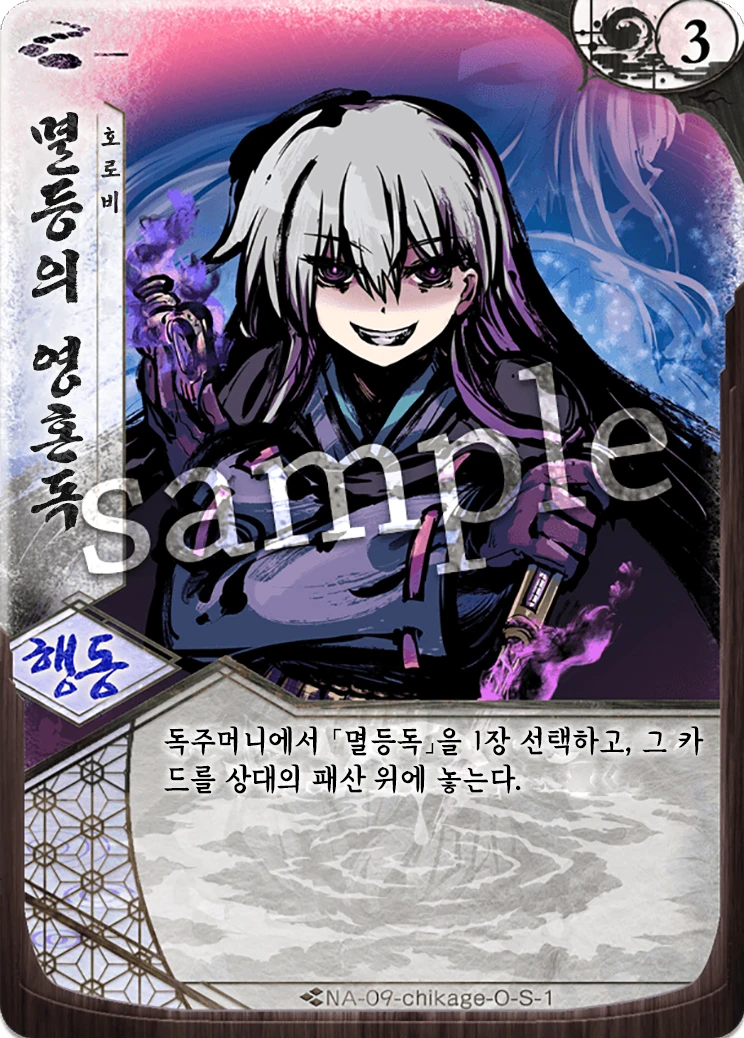 3
멸등의 영혼독
호로비
sample
행동
독주머니에서 「멸등독」을 1장 선택하고, 그 카
드를 상대의 패산 위에 놓는다.
NA-09-chikage-O-S-1